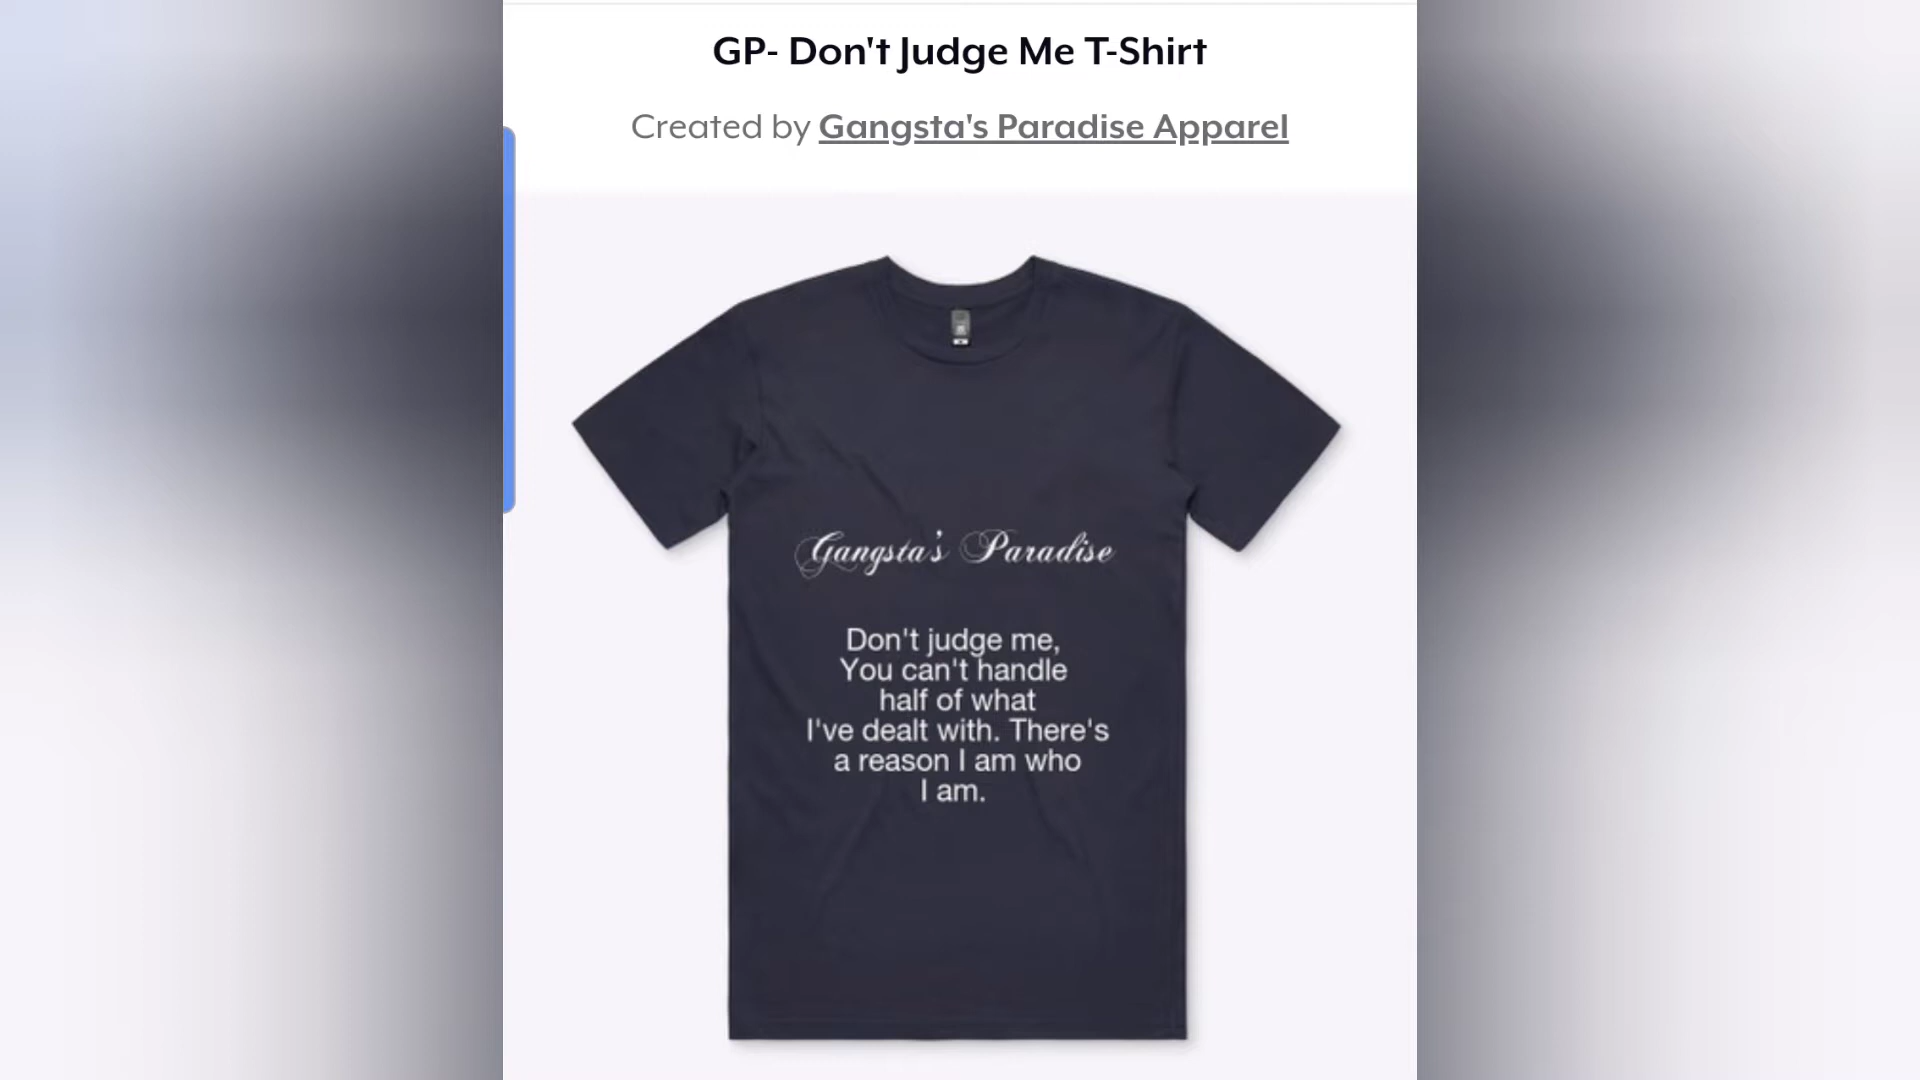 GP- Don't Judge Me T-Shirt
Created by Gangsta's Paradise Apparel
Gangsta's Paradise
Don't judge me,
You can't handle
half of what
I've dealt with. There's
a reason I am who
I am.